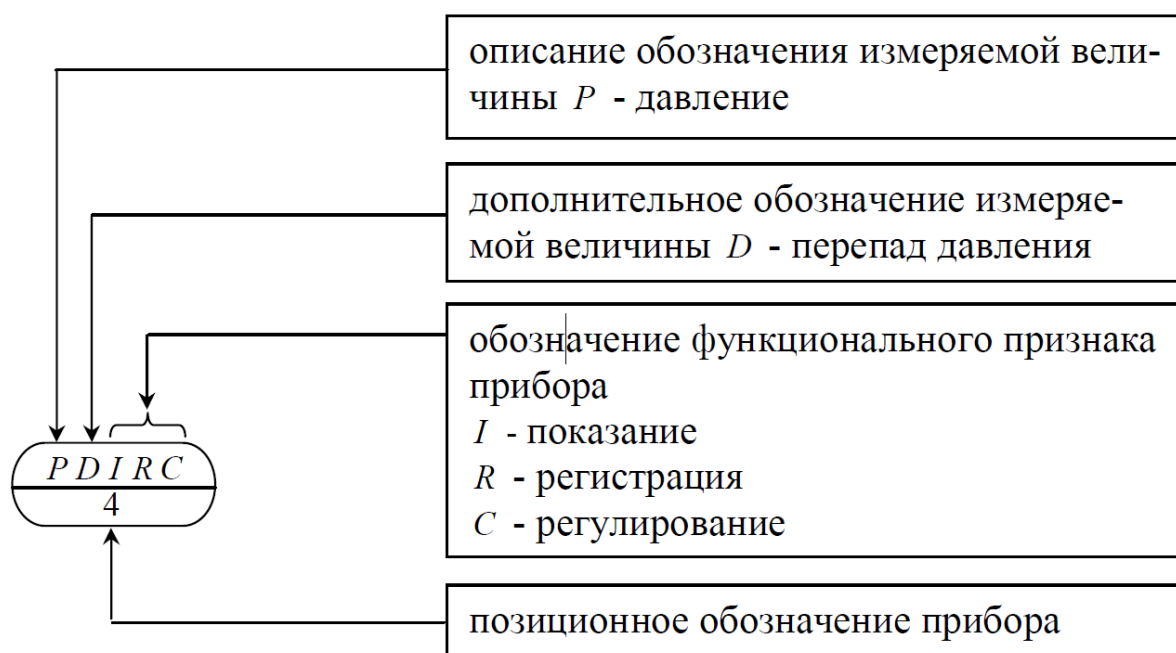 описание обозначения измеряемой вели-
чины P - давление
дополнительное обозначение измеряе-
мой величины D - перепад давления
обозначение функционального признака
прибора
I - показание
R - регистрация
C - регулирование
P D I R C
4
позиционное обозначение прибора